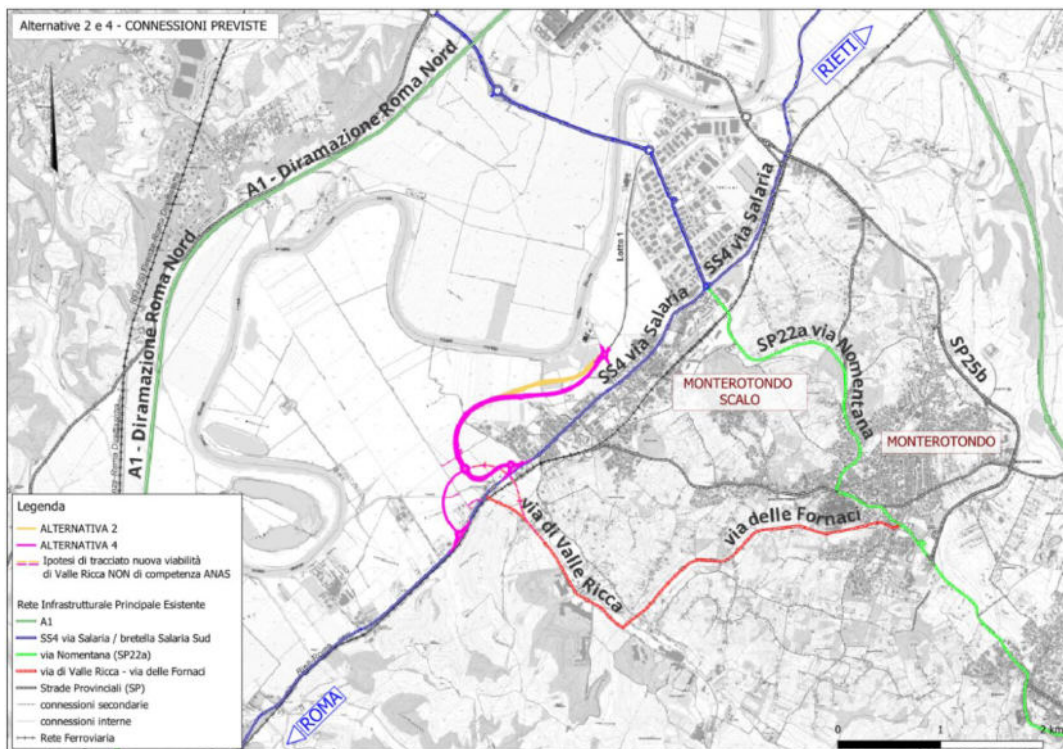 Alternative 2 e 4 - CONNESSIONI PREVISTE
RIETI
A1 - Diramazione Roma Nord
A1 - Diramazione Roma Nord
SS4 via Salaria
Lotto 1
SS4 via Salaria
SP22a via Nomentana
SP25b
MONTEROTONDO
SCALO
MONTEROTONDO
via di Valle Ricca
via delle Fornaci
ROMA
Legenda
ALTERNATIVA 2
ALTERNATIVA 4
Ipotesi di tracciato nuova viabilità
di Valle Ricca NON di competenza ANAS
Rete Infrastrutturale Principale Esistente
A1
SS4 via Salaria / bretella Salaria Sud
via Nomentana (SP22a)
via di Valle Ricca - via delle Fornaci
Strade Provinciali (SP)
connessioni secondarie
connessioni interne
Rete Ferroviaria
0 1 2 km